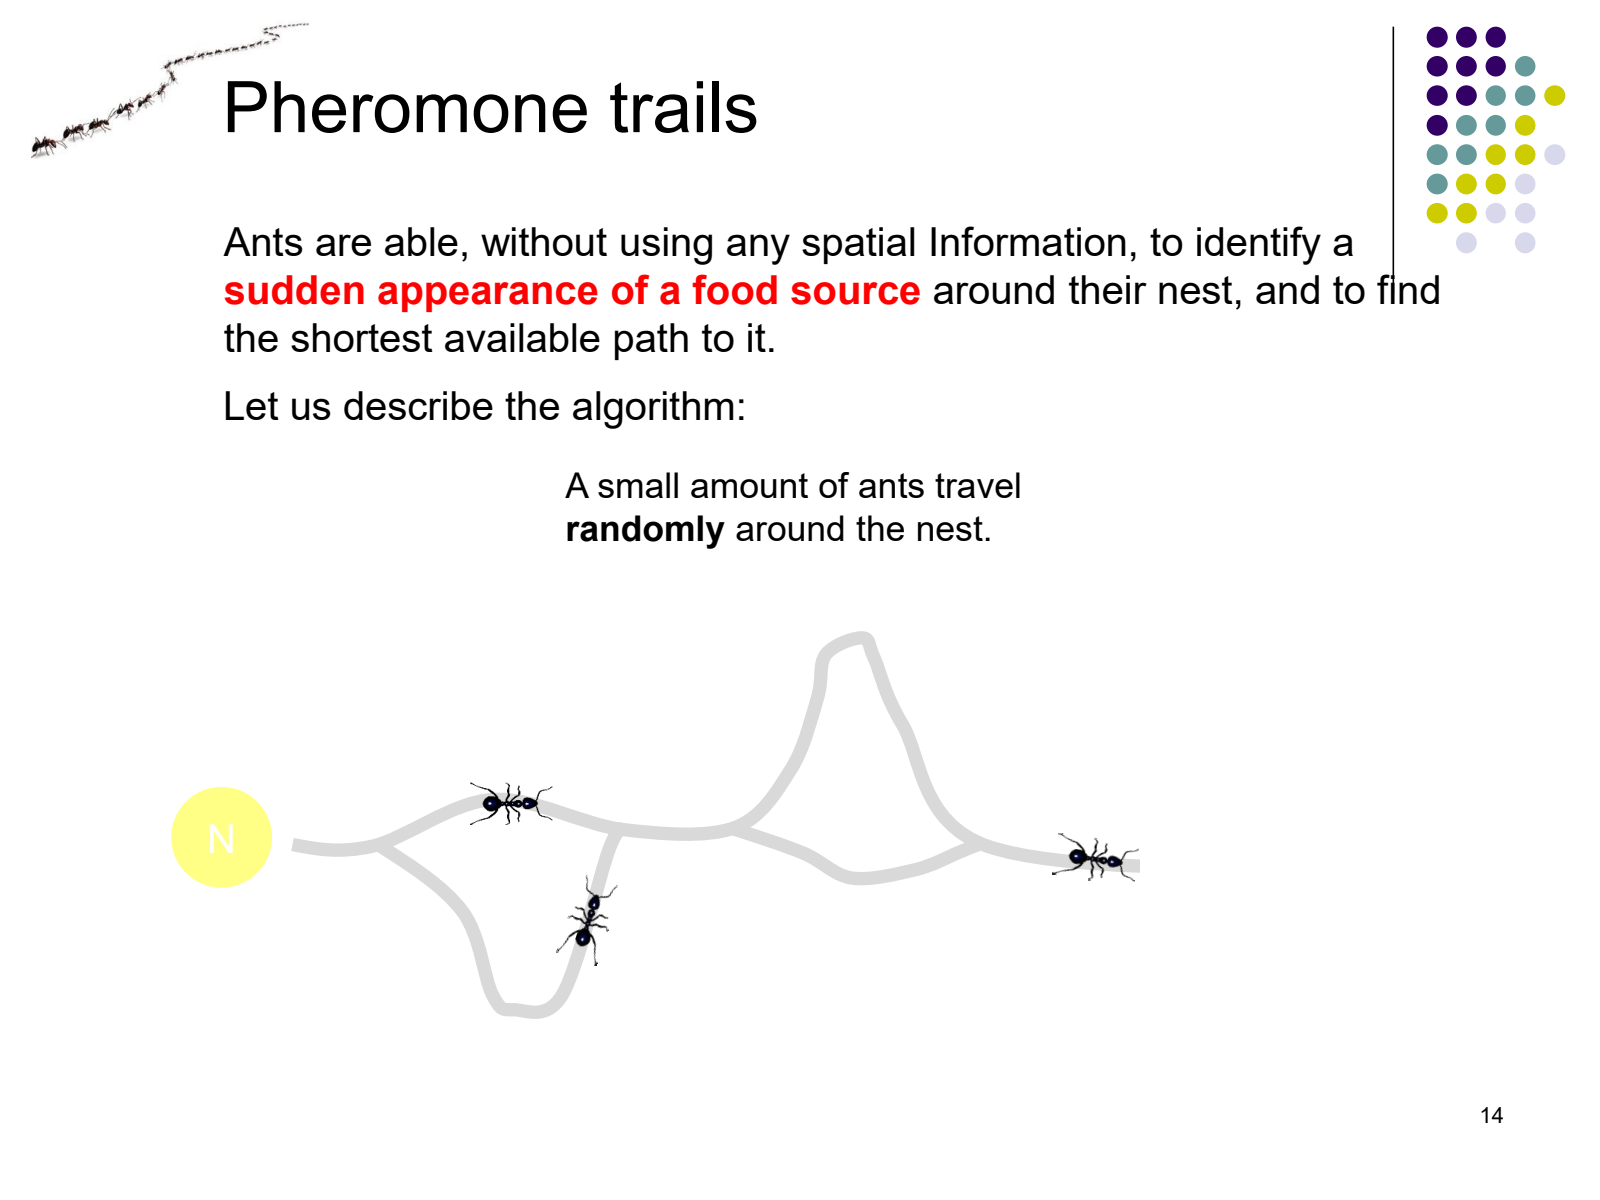 Pheromone trails
Ants are able, without using any spatial Information, to identify a
sudden appearance of a food source around their nest, and to find
the shortest available path to it.
Let us describe the algorithm:
A small amount of ants travel
randomly around the nest.
N
14